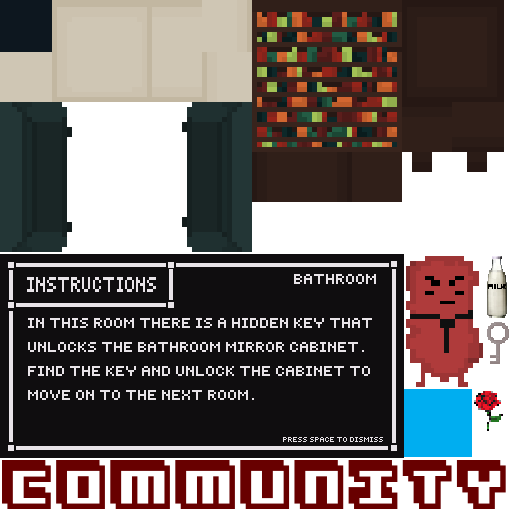 INSTRUCTIONS
BATHROOM
IN THIS ROOM THERE IS A HIDDEN KEY THAT
UNLOCKS THE BATHROOM MIRROR CABINET.
FIND THE KEY AND UNLOCK THE CABINET TO
MOVE ON TO THE NEXT ROOM.
PRESS SPACE TO DISMISS
MILK
COMMUNITY